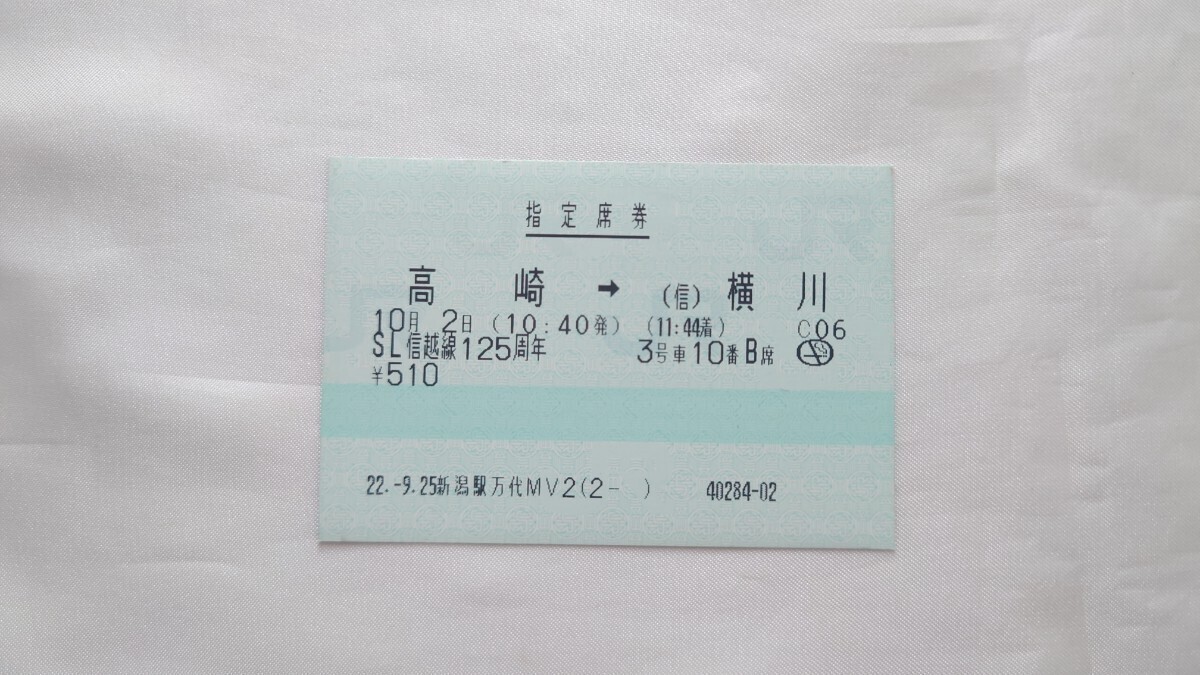 指定席券
高崎 → (信) 横川
10月 2日 (10:40発) (11:44着) C06
SL信越線125周年 3号車10番B席
¥510
22.-9.25新潟駅万代MV2(2- ) 40284-02